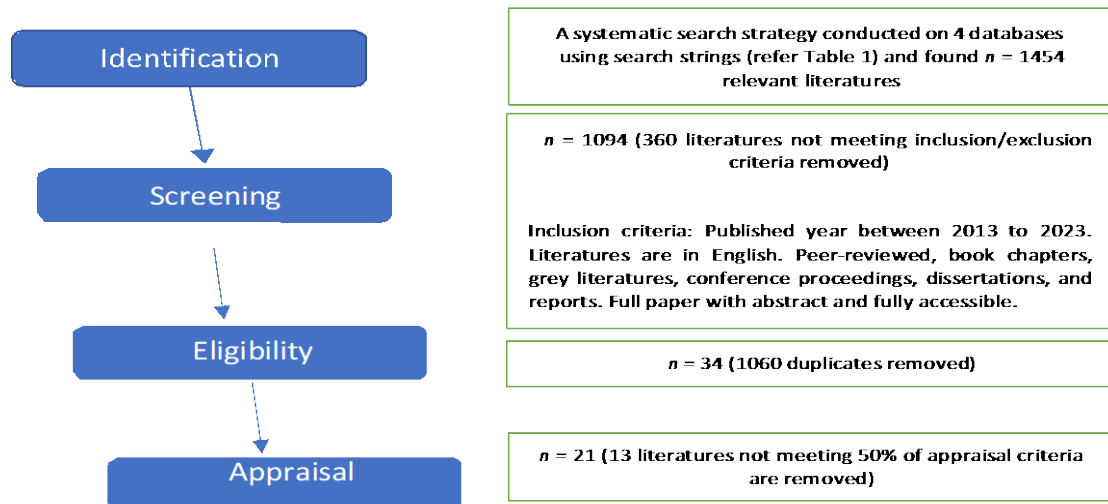 Identification
A systematic search strategy conducted on 4 databases
using search strings (refer Table 1) and found n = 1454
relevant literatures
Screening
n = 1094 (360 literatures not meeting inclusion/exclusion
criteria removed)
Inclusion criteria: Published year between 2013 to 2023.
Literatures are in English. Peer-reviewed, book chapters,
grey literatures, conference proceedings, dissertations, and
reports. Full paper with abstract and fully accessible.
Eligibility
n = 34 (1060 duplicates removed)
Appraisal
n = 21 (13 literatures not meeting 50% of appraisal criteria
are removed)